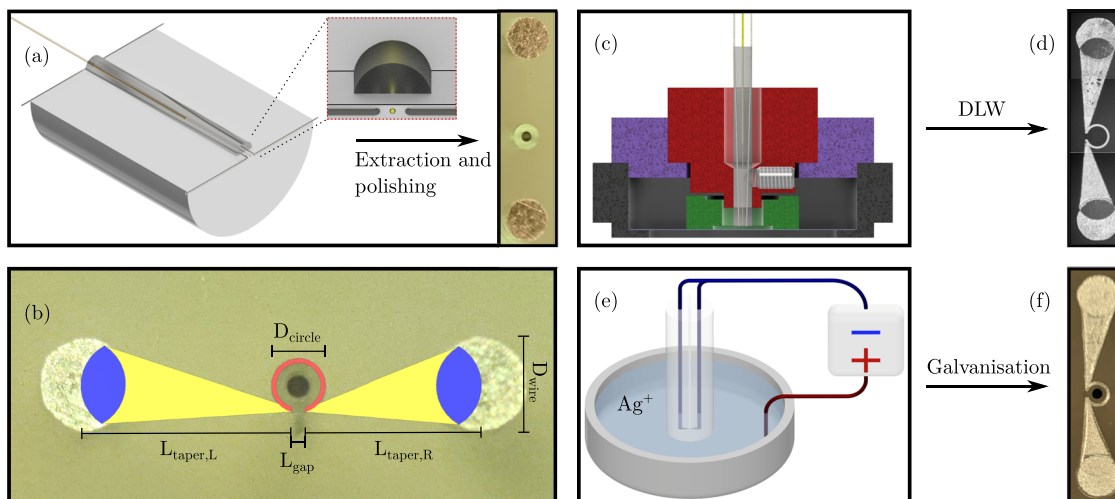 (a)
Extraction and
polishing
(c)
DLW
(d)
(b)
D_circle
D_wire
L_taper,L
L_gap
L_taper,R
(e)
Ag⁺
−
+
Galvanisation
(f)